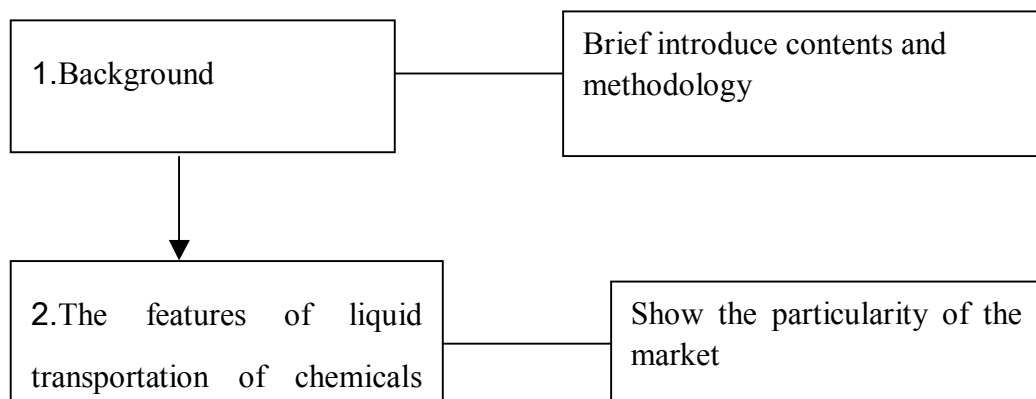 1.Background
Brief introduce contents and
methodology
2.The features of liquid
transportation of chemicals
Show the particularity of the
market